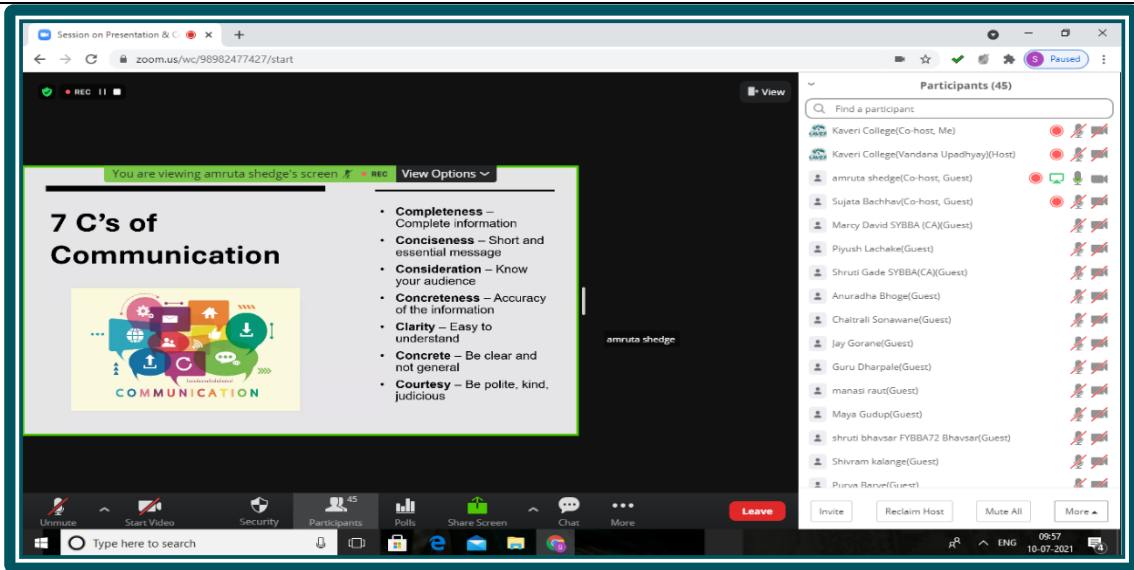 Session on Presentation & C
zoom.us/wc/98982477427/start
S Paused
REC
View
You are viewing amruta shedge's screen
REC
View Options
7 C's of
Communication
COMMUNICATION
• Completeness –
Complete information
• Conciseness – Short and
essential message
• Consideration – Know
your audience
• Concreteness – Accuracy
of the information
• Clarity – Easy to
understand
• Concrete – Be clear and
not general
• Courtesy – Be polite, kind,
judicious
amruta shedge
Participants (45)
Find a participant
Kaveri College(Co-host, Me)
Kaveri College(Vandana Upadhyay)(Host)
amruta shedge(Co-host, Guest)
Sujata Bachhav(Co-host, Guest)
Marcy David SYBBA (CA)(Guest)
Piyush Lachake(Guest)
Shruti Gade SYBBA(CA)(Guest)
Anuradha Bhoge(Guest)
Chaitrali Sonawane(Guest)
Jay Gorane(Guest)
Guru Dharpale(Guest)
manasi raut(Guest)
Maya Gudup(Guest)
shruti bhavsar FYBBA72 Bhavsar(Guest)
Shivram kalange(Guest)
Purva Barve(Guest)
Invite
Reclaim Host
Mute All
More
Unmute
Start Video
Security
45
Participants
Polls
Share Screen
Chat
More
Leave
Type here to search
ENG
09:57
10-07-2021
4